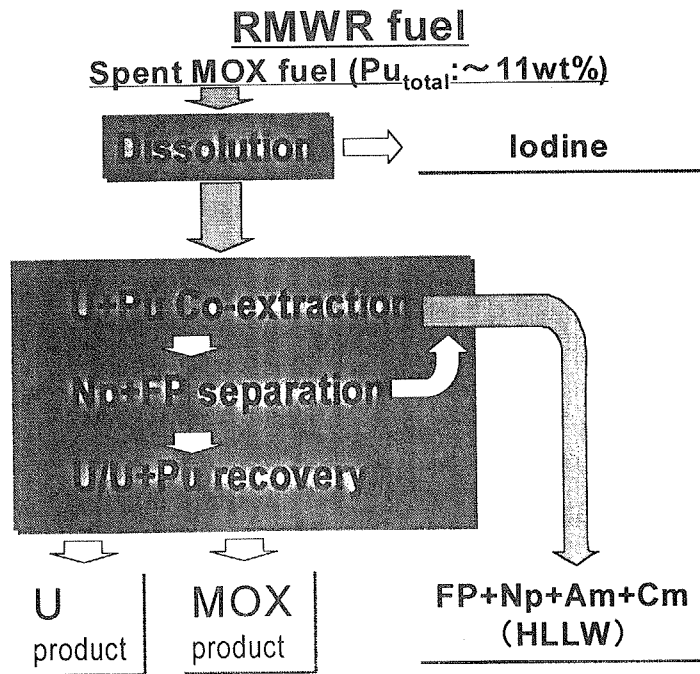 RMWR fuel
Spent MOX fuel (Pu_total:~11wt%)
Dissolution
Iodine
U+Pu Co-extraction
Np+FP separation
U/U+Pu recovery
U
product
MOX
product
FP+Np+Am+Cm
(HLLW)